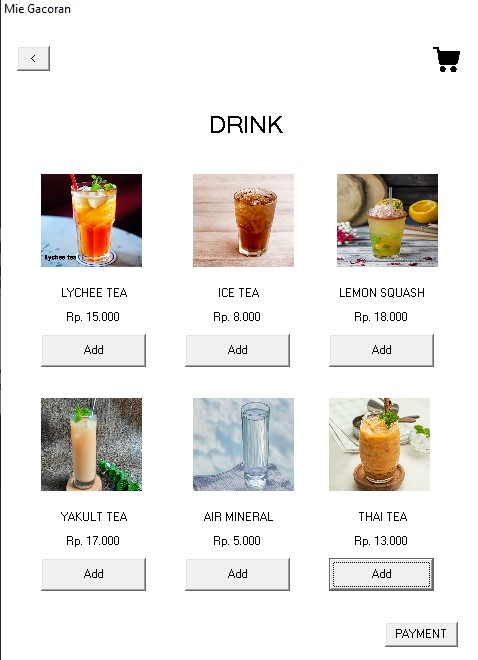 Mie Gacoran
<
DRINK
lychee tea
LYCHEE TEA
ICE TEA
LEMON SQUASH
Rp. 15.000
Rp. 8.000
Rp. 18.000
Add
Add
Add
YAKULT TEA
AIR MINERAL
THAI TEA
Rp. 17.000
Rp. 5.000
Rp. 13.000
Add
Add
Add
PAYMENT